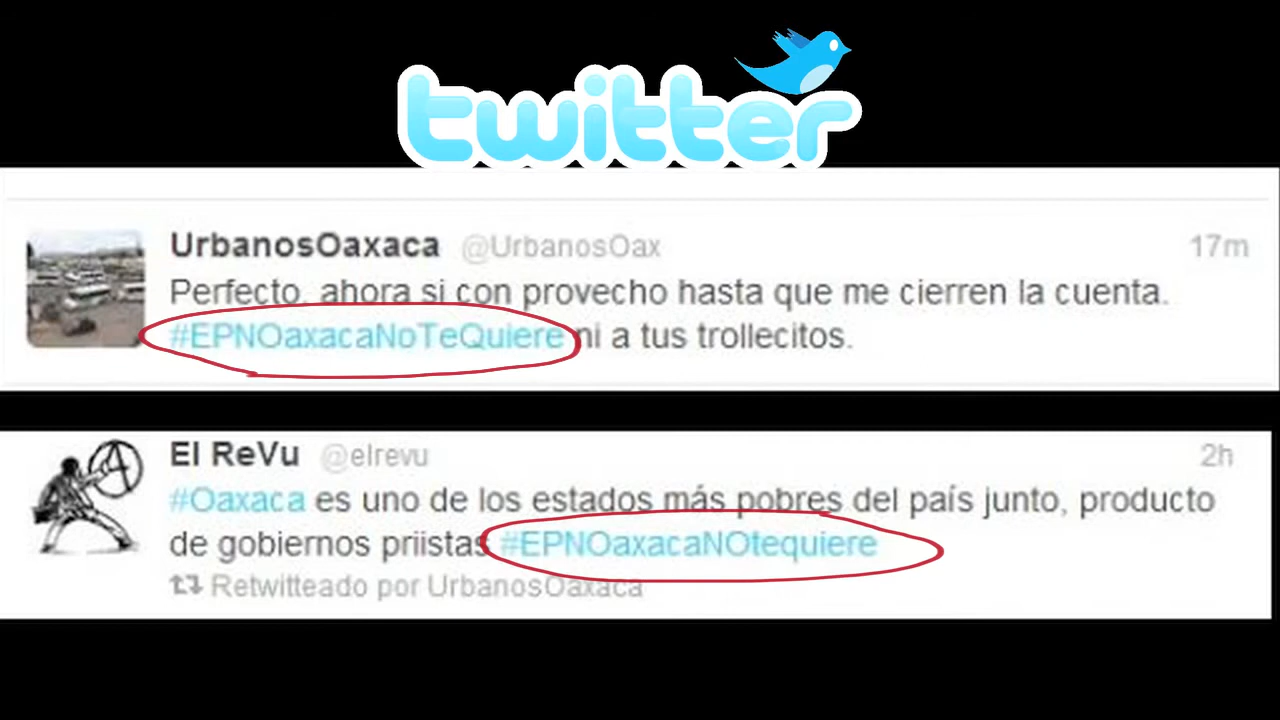 twitter
UrbanosOaxaca @UrbanosOax 17m
Perfecto, ahora si con provecho hasta que me cierren la cuenta.
#EPNOaxacaNoTeQuiere ni a tus trollecitos.
El ReVu @elrevu 2h
#Oaxaca es uno de los estados más pobres del país junto, producto
de gobiernos priistas #EPNOaxacaNOtequiere
Retwitteado por UrbanosOaxaca